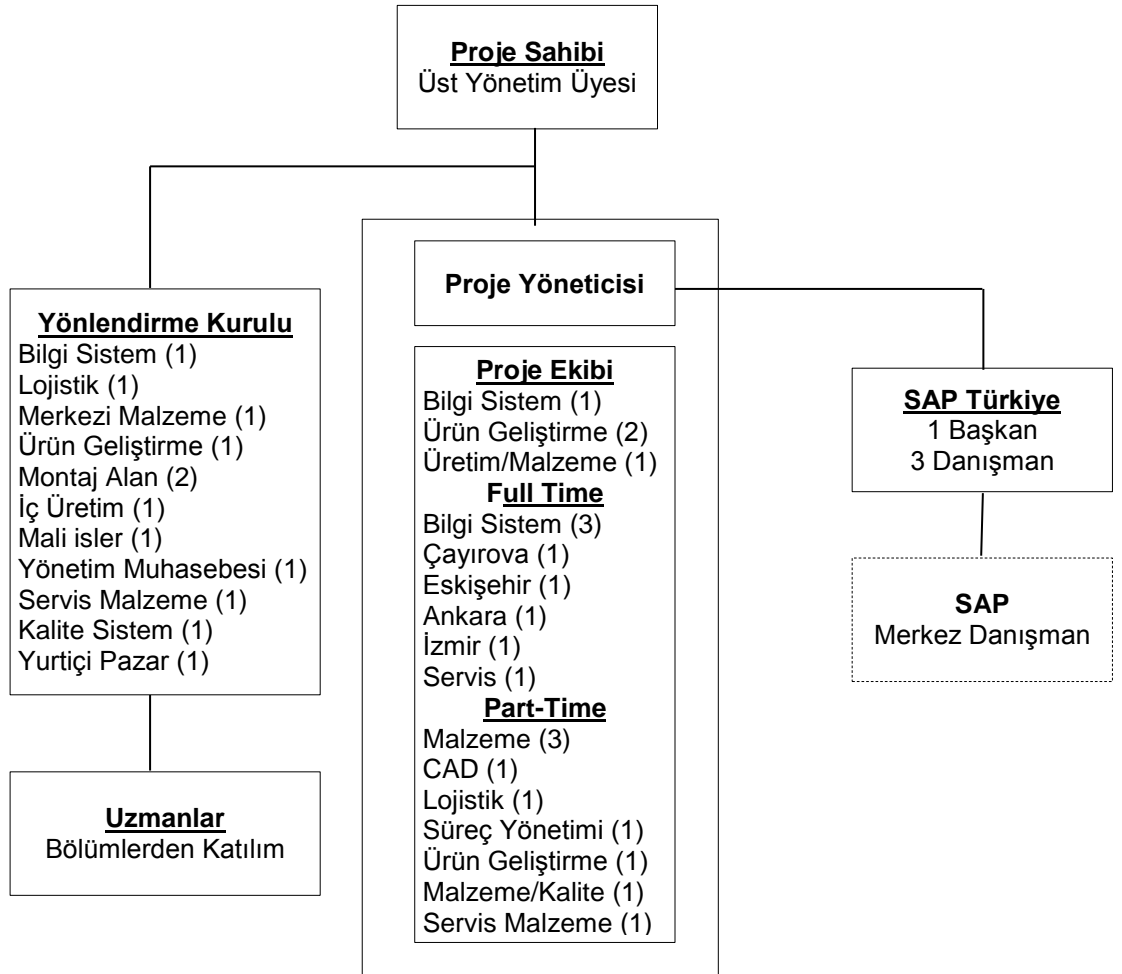 Proje Sahibi
Üst Yönetim Üyesi
Proje Yöneticisi
Yönlendirme Kurulu
Bilgi Sistem (1)
Lojistik (1)
Merkezi Malzeme (1)
Ürün Geliştirme (1)
Montaj Alan (2)
İç Üretim (1)
Mali isler (1)
Yönetim Muhasebesi (1)
Servis Malzeme (1)
Kalite Sistem (1)
Yurtiçi Pazar (1)
Uzmanlar
Bölümlerden Katılım
Proje Ekibi
Bilgi Sistem (1)
Ürün Geliştirme (2)
Üretim/Malzeme (1)
Full Time
Bilgi Sistem (3)
Çayırova (1)
Eskişehir (1)
Ankara (1)
İzmir (1)
Servis (1)
Part-Time
Malzeme (3)
CAD (1)
Lojistik (1)
Süreç Yönetimi (1)
Ürün Geliştirme (1)
Malzeme/Kalite (1)
Servis Malzeme (1)
SAP Türkiye
1 Başkan
3 Danışman
SAP
Merkez Danışman